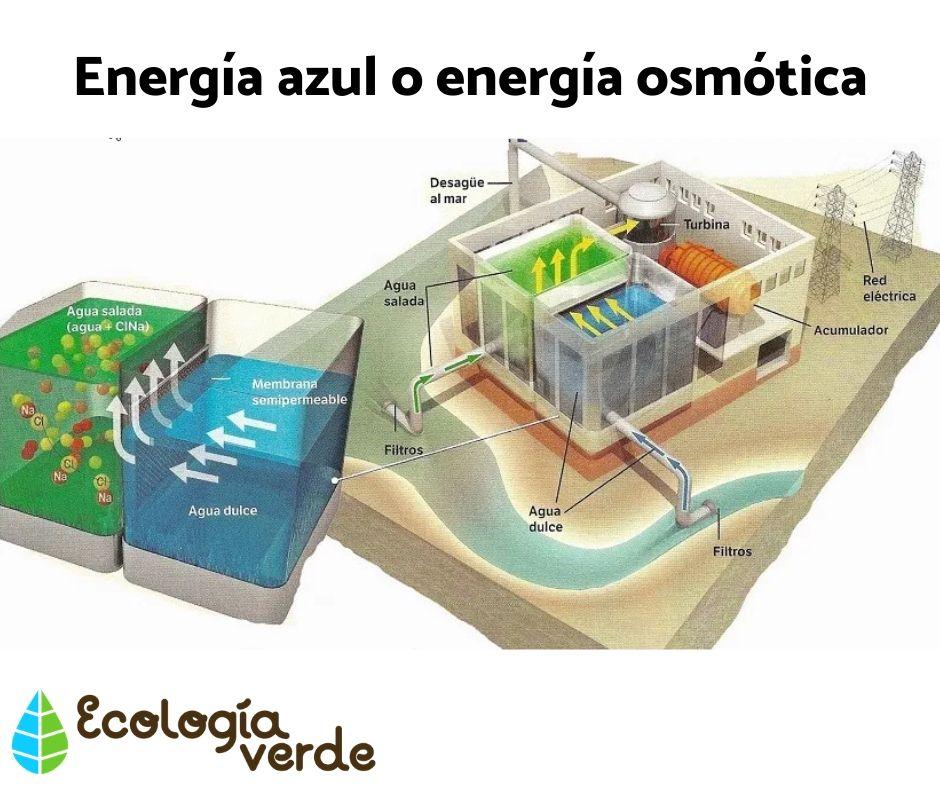 Energía azul o energía osmótica
Desagüe
al mar
Turbina
Agua
salada
Red
eléctrica
Acumulador
Agua salada
(agua + ClNa)
Membrana
semipermeable
Na
Cl
Cl
Na
Cl
Na
Filtros
Agua dulce
Agua
dulce
Filtros
Ecología
verde